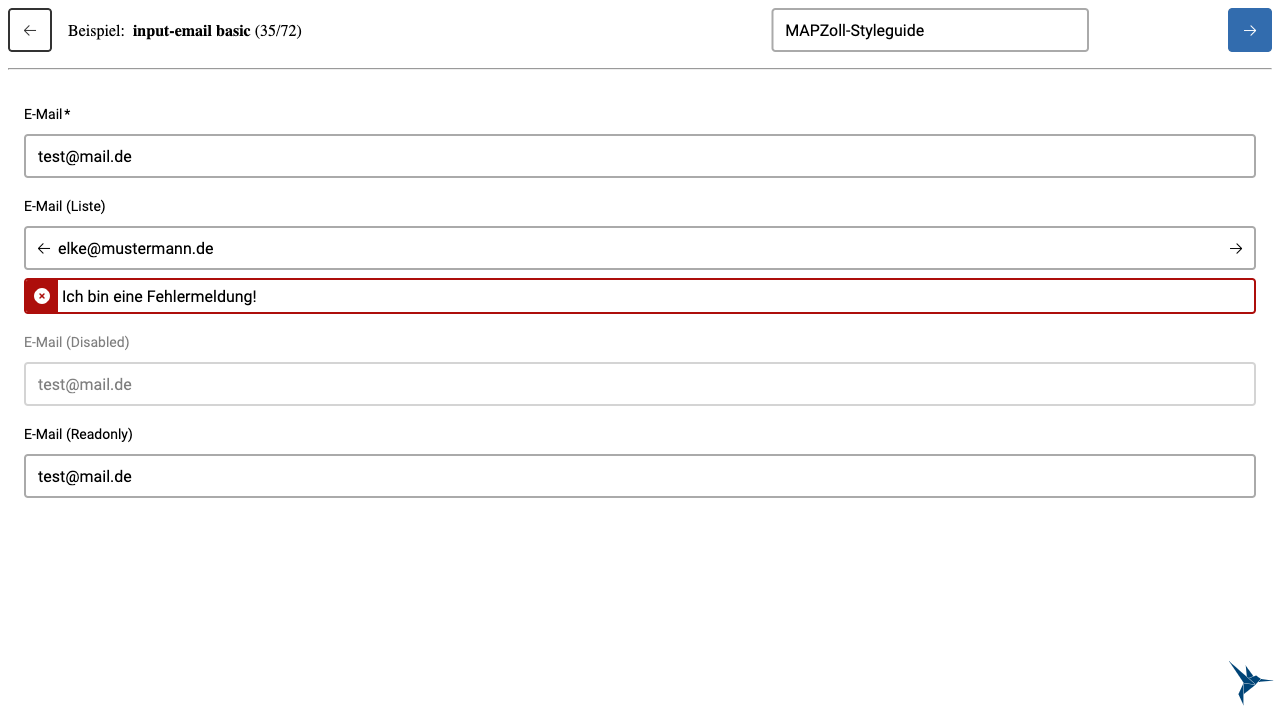 Beispiel: input-email basic (35/72)
MAPZoll-Styleguide
E-Mail*
test@mail.de
E-Mail (Liste)
elke@mustermann.de
Ich bin eine Fehlermeldung!
E-Mail (Disabled)
test@mail.de
E-Mail (Readonly)
test@mail.de